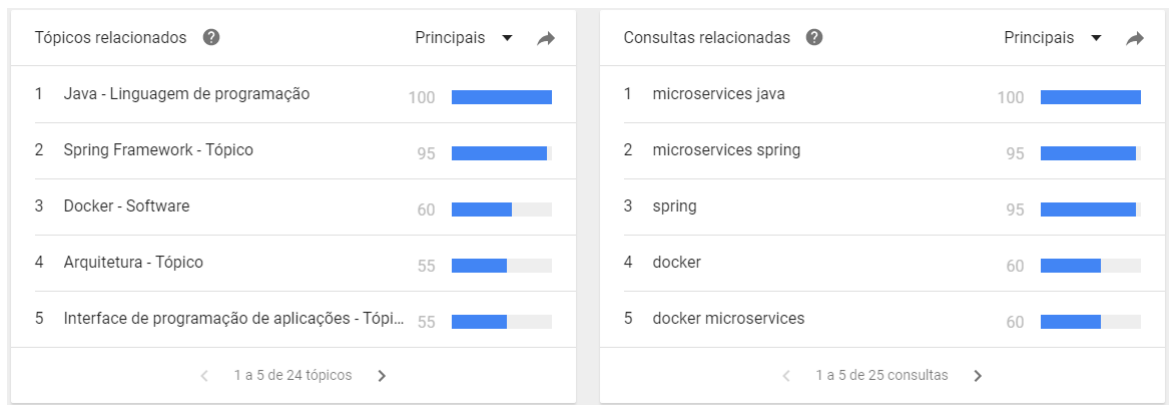 Tópicos relacionados ? Principais
1 Java - Linguagem de programação 100
2 Spring Framework - Tópico 95
3 Docker - Software 60
4 Arquitetura - Tópico 55
5 Interface de programação de aplicações - Tópi... 55
1 a 5 de 24 tópicos
Consultas relacionadas ? Principais
1 microservices java 100
2 microservices spring 95
3 spring 95
4 docker 60
5 docker microservices 60
1 a 5 de 25 consultas